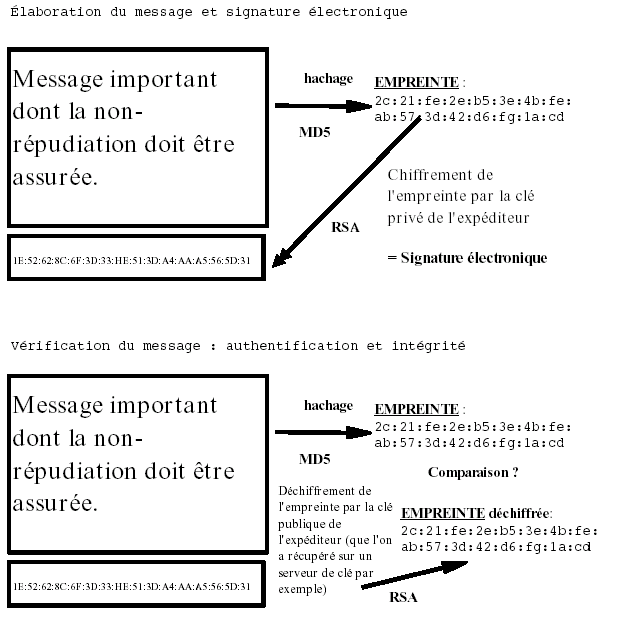 Élaboration du message et signature électronique
Message important
dont la non-
répudiation doit être
assurée.
hachage
MD5
EMPREINTE :
2c:21:fe:2e:b5:3e:4b:fe:
ab:57:3d:42:d6:fg:1a:cd
Chiffrement de
l'empreinte par la clé
privé de l'expéditeur
RSA
= Signature électronique
1E:52:62:8C:6F:3D:33:HE:51:3D:A4:AA:A5:56:5D:31
Vérification du message : authentification et intégrité
Message important
dont la non-
répudiation doit être
assurée.
hachage
MD5
EMPREINTE :
2c:21:fe:2e:b5:3e:4b:fe:
ab:57:3d:42:d6:fg:1a:cd
Comparaison ?
Déchiffrement de
l'empreinte par la clé
publique de
l'expéditeur (que l'on
a récupéré sur un
serveur de clé par
exemple)
EMPREINTE déchiffrée:
2c:21:fe:2e:b5:3e:4b:fe:
ab:57:3d:42:d6:fg:1a:cd
RSA
1E:52:62:8C:6F:3D:33:HE:51:3D:A4:AA:A5:56:5D:31